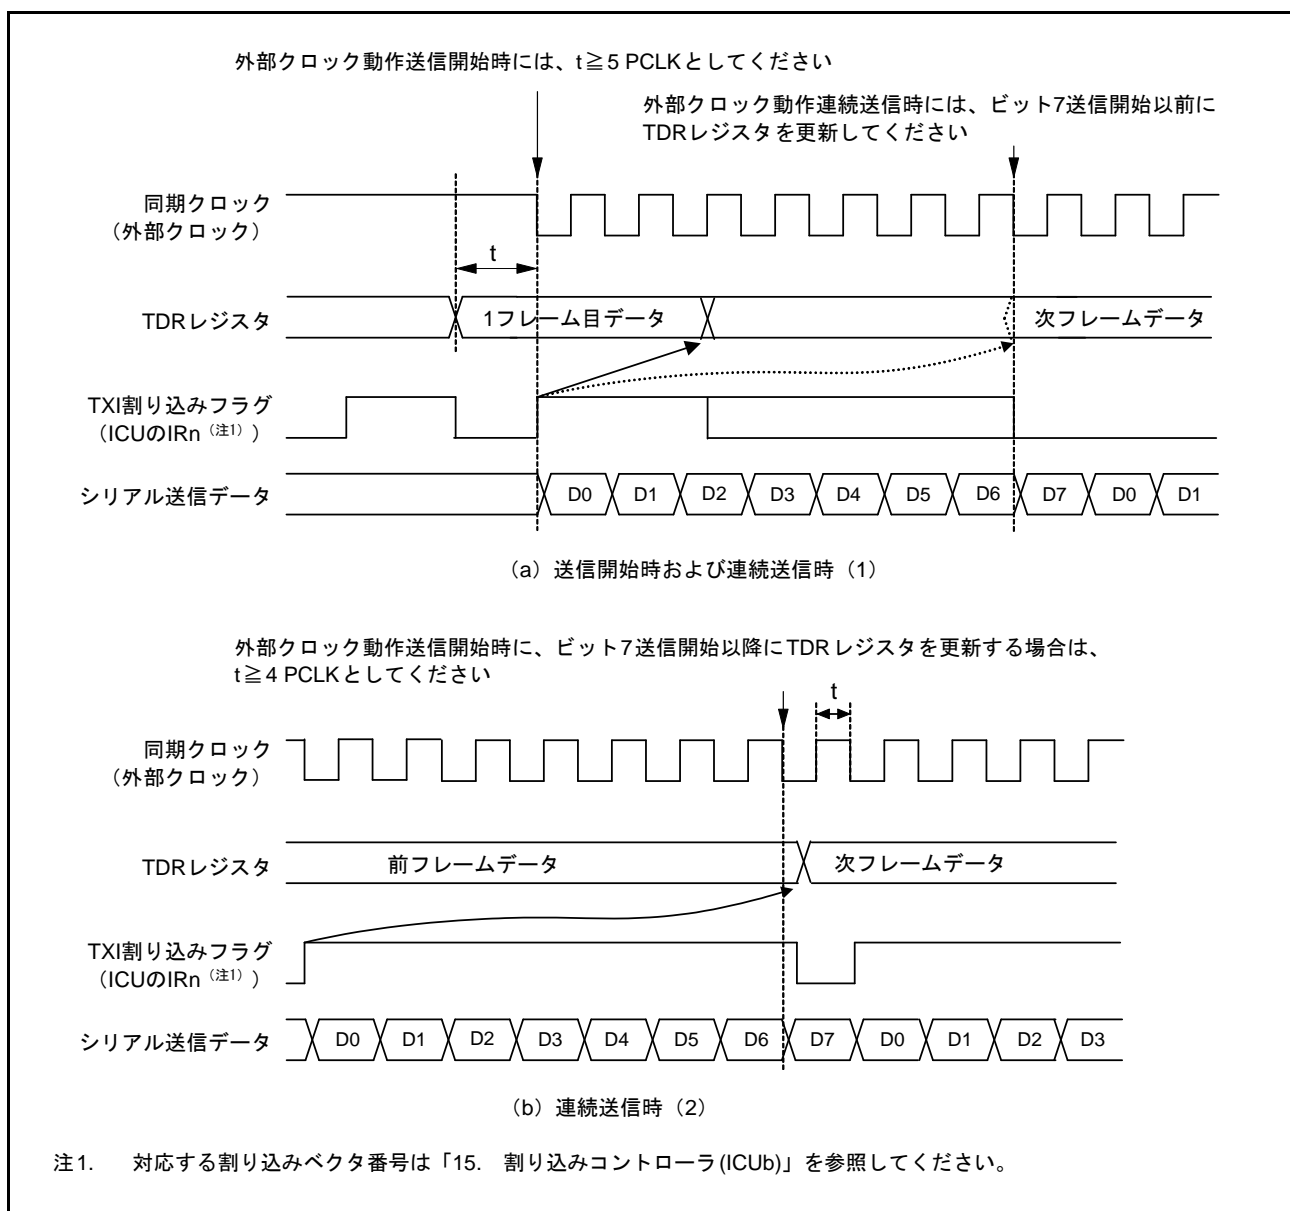 外部クロック動作送信開始時には、t≧5 PCLKとしてください
外部クロック動作連続送信時には、ビット7送信開始以前に
TDRレジスタを更新してください
同期クロック
（外部クロック）
t
TDRレジスタ
1フレーム目データ
次フレームデータ
TXI割り込みフラグ
（ICUのIRn（注1））
シリアル送信データ
D0 D1 D2 D3 D4 D5 D6 D7 D0 D1
（a）送信開始時および連続送信時（1）
外部クロック動作送信開始時に、ビット7送信開始以降にTDRレジスタを更新する場合は、
t≧4 PCLKとしてください
t
同期クロック
（外部クロック）
TDRレジスタ
前フレームデータ
次フレームデータ
TXI割り込みフラグ
（ICUのIRn（注1））
シリアル送信データ
D0 D1 D2 D3 D4 D5 D6 D7 D0 D1 D2 D3
（b）連続送信時（2）
注1. 対応する割り込みベクタ番号は「15. 割り込みコントローラ(ICUb)」を参照してください。